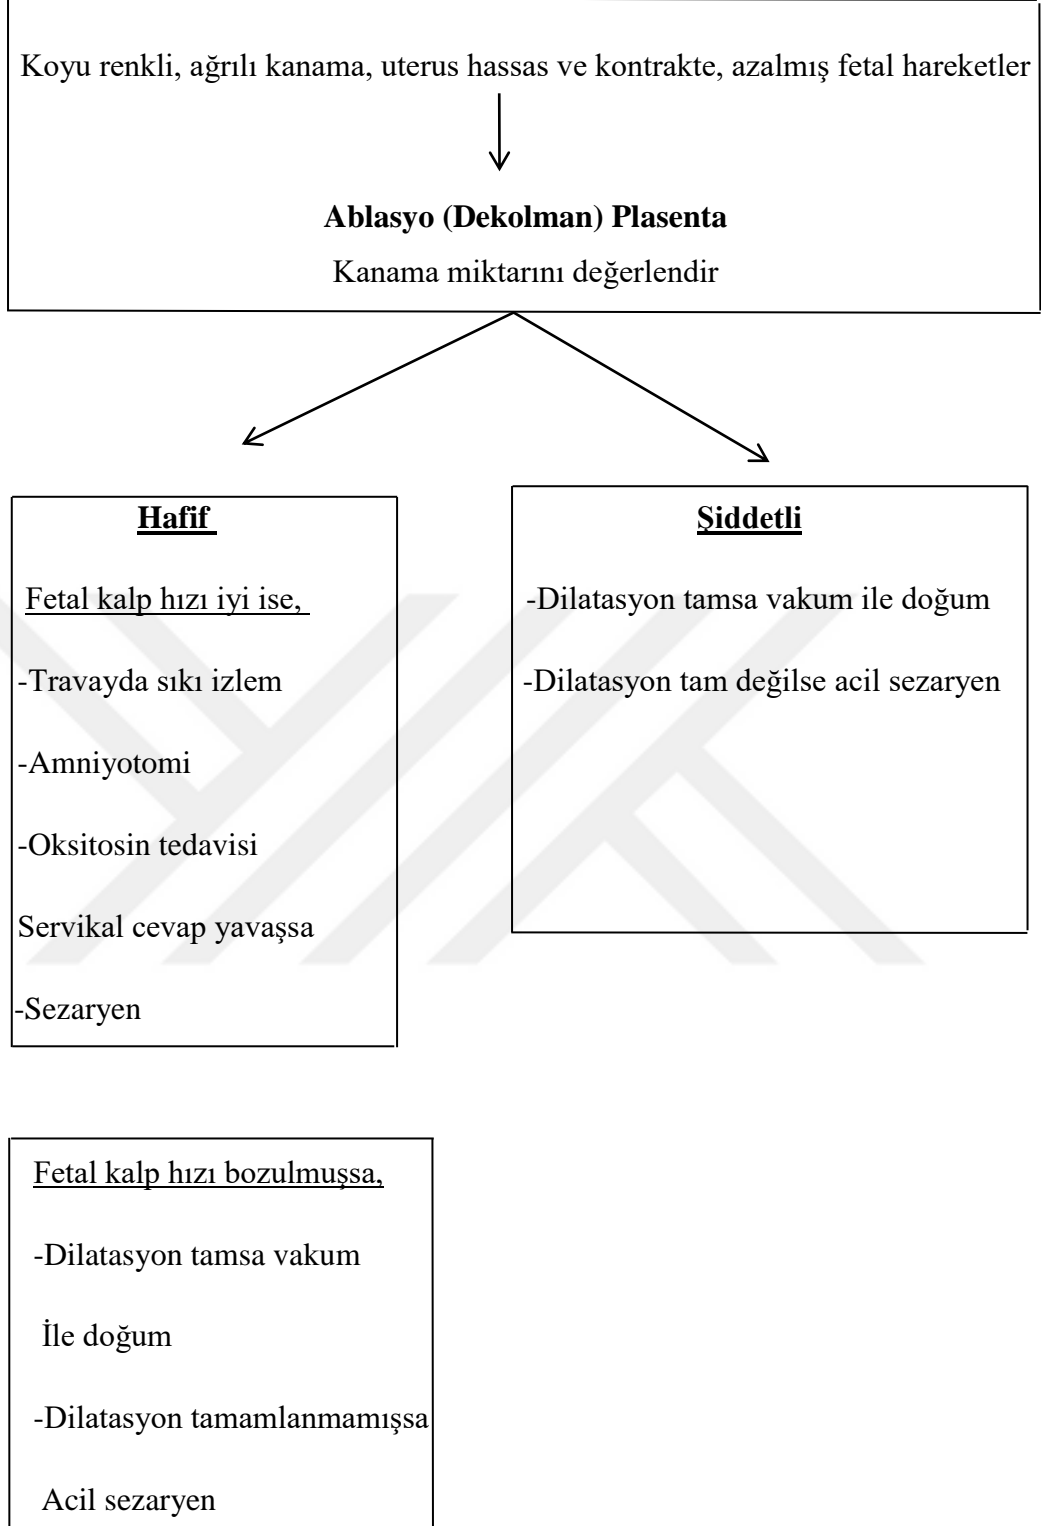 Koyu renkli, ağrılı kanama, uterus hassas ve kontrakte, azalmış fetal hareketler
Ablasyo (Dekolman) Plasenta
Kanama miktarını değerlendir
Hafif
Fetal kalp hızı iyi ise,
-Travayda sıkı izlem
-Amniyotomi
-Oksitosin tedavisi
Servikal cevap yavaşsa
-Sezaryen
Şiddetli
-Dilatasyon tamsa vakum ile doğum
-Dilatasyon tam değilse acil sezaryen
Fetal kalp hızı bozulmuşsa,
-Dilatasyon tamsa vakum
İle doğum
-Dilatasyon tamamlanmamışsa
Acil sezaryen